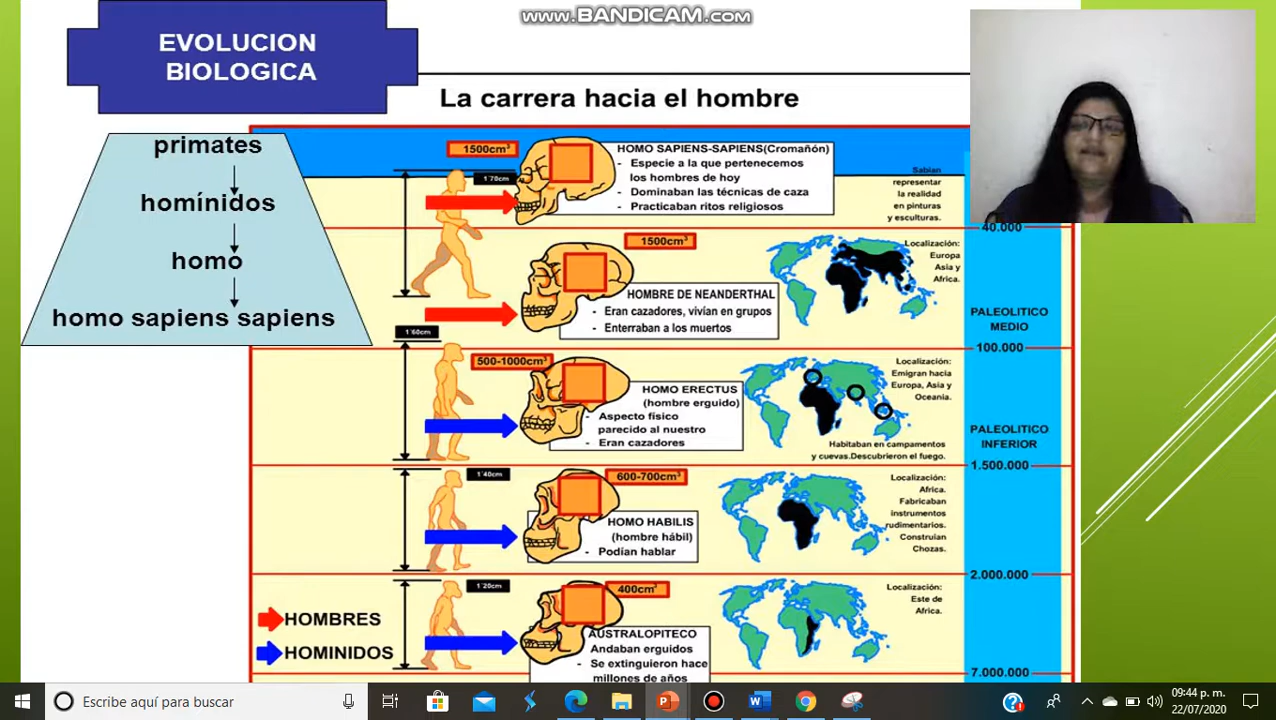 www.BANDICAM.com
EVOLUCION
BIOLOGICA
La carrera hacia el hombre
primates
homínidos
homo
homo sapiens sapiens
1500cm³
1´70cm
HOMO SAPIENS-SAPIENS(Cromañón)
- Especie a la que pertenecemos
los hombres de hoy
- Dominaban las técnicas de caza
- Practicaban ritos religiosos
Sabían
representar
la realidad
en pinturas
y esculturas.
40.000
1500cm³
HOMBRE DE NEANDERTHAL
- Eran cazadores, vivían en grupos
- Enterraban a los muertos
Localización:
Europa
Asia y
Africa.
PALEOLITICO
MEDIO
100.000
1´60cm
500-1000cm³
HOMO ERECTUS
(hombre erguido)
- Aspecto físico
parecido al nuestro
- Eran cazadores
Localización:
Emigran hacia
Europa, Asia y
Oceanía.
Habitaban en campamentos
y cuevas.Descubrieron el fuego.
PALEOLITICO
INFERIOR
1.500.000
1´40cm
600-700cm³
HOMO HABILIS
(hombre hábil)
- Podían hablar
Localización:
Africa.
Fabricaban
instrumentos
rudimentarios.
Construian
Chozas.
2.000.000
1´20cm
400cm³
AUSTRALOPITECO
- Andaban erguidos
- Se extinguieron hace
millones de años
Localización:
Este de
Africa.
7.000.000
HOMBRES
HOMINIDOS
Escribe aquí para buscar
09:44 p. m.
22/07/2020